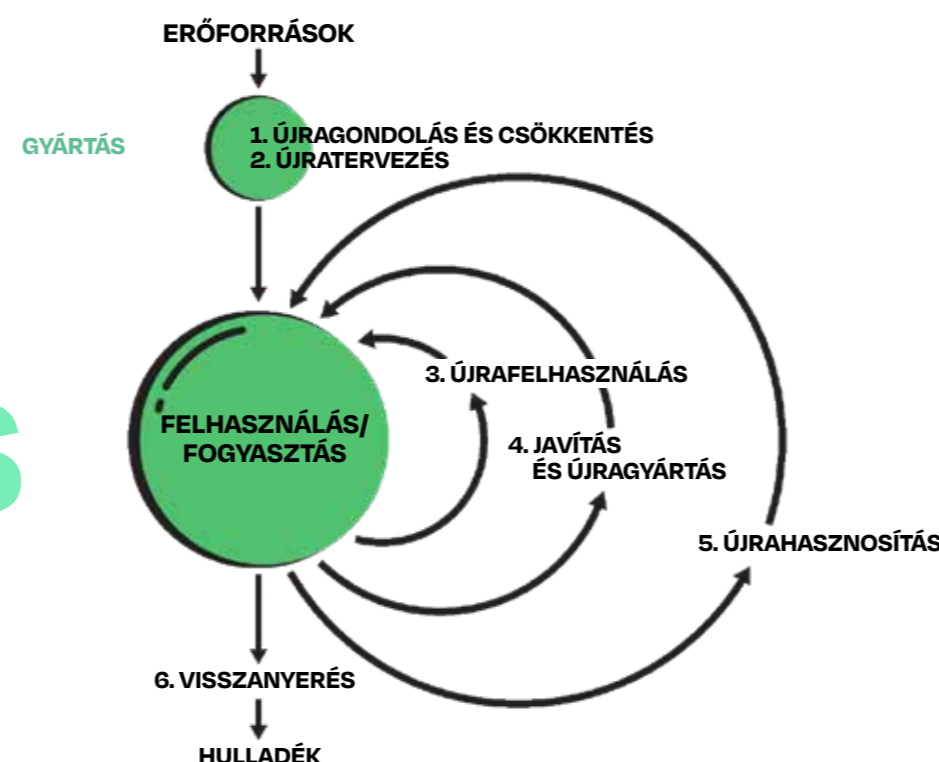 ERŐFORRÁSOK
GYÁRTÁS
1. ÚJRAGONDOLÁS ÉS CSÖKKENTÉS
2. ÚJRATERVEZÉS
3. ÚJRAFELHASZNÁLÁS
FELHASZNÁLÁS/
FOGYASZTÁS
4. JAVÍTÁS
ÉS ÚJRAGYÁRTÁS
5. ÚJRAHASZNOSÍTÁS
6. VISSZANYERÉS
HULLADÉK